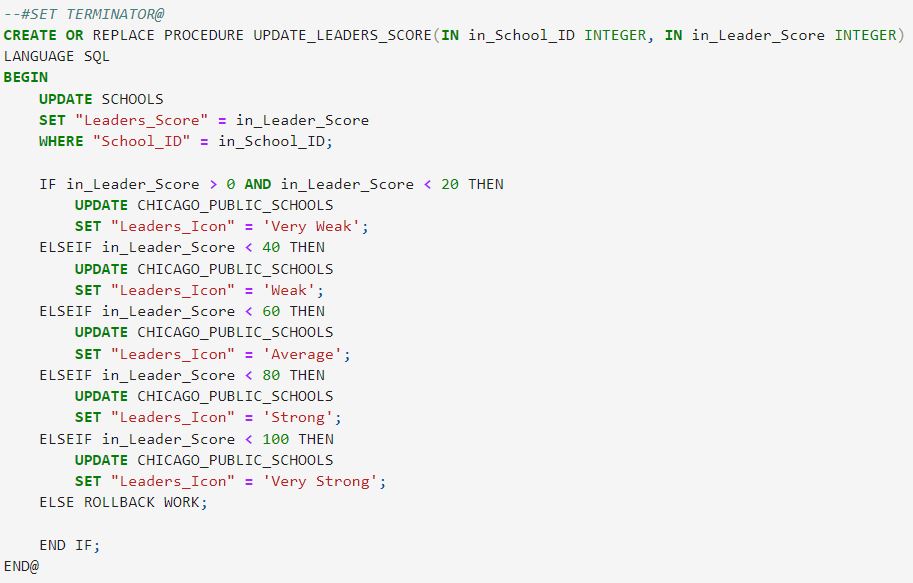 --#SET TERMINATOR@
CREATE OR REPLACE PROCEDURE UPDATE_LEADERS_SCORE(IN in_School_ID INTEGER, IN in_Leader_Score INTEGER)
LANGUAGE SQL
BEGIN
    UPDATE SCHOOLS
    SET "Leaders_Score" = in_Leader_Score
    WHERE "School_ID" = in_School_ID;

    IF in_Leader_Score > 0 AND in_Leader_Score < 20 THEN
        UPDATE CHICAGO_PUBLIC_SCHOOLS
        SET "Leaders_Icon" = 'Very Weak';
    ELSEIF in_Leader_Score < 40 THEN
        UPDATE CHICAGO_PUBLIC_SCHOOLS
        SET "Leaders_Icon" = 'Weak';
    ELSEIF in_Leader_Score < 60 THEN
        UPDATE CHICAGO_PUBLIC_SCHOOLS
        SET "Leaders_Icon" = 'Average';
    ELSEIF in_Leader_Score < 80 THEN
        UPDATE CHICAGO_PUBLIC_SCHOOLS
        SET "Leaders_Icon" = 'Strong';
    ELSEIF in_Leader_Score < 100 THEN
        UPDATE CHICAGO_PUBLIC_SCHOOLS
        SET "Leaders_Icon" = 'Very Strong';
    ELSE ROLLBACK WORK;

    END IF;
END@